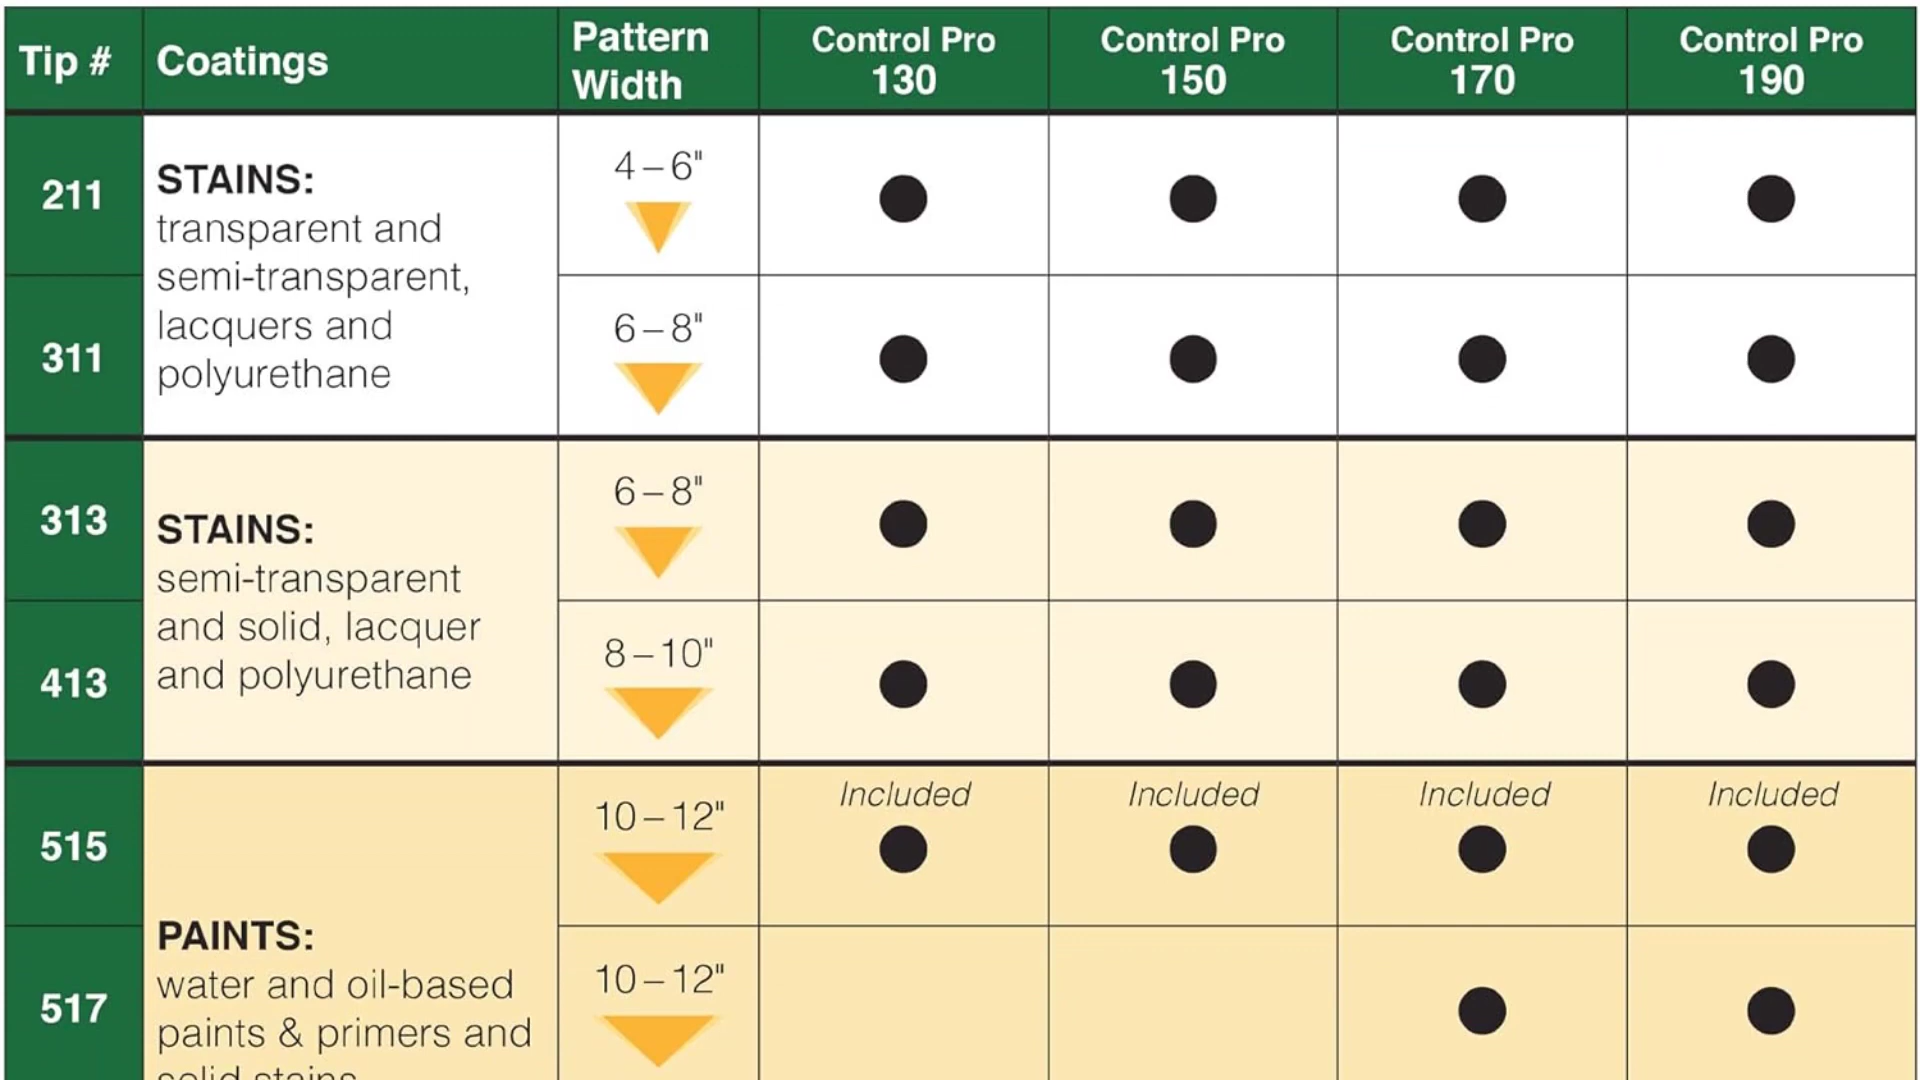 Tip #
Coatings
Pattern
Width
Control Pro
130
Control Pro
150
Control Pro
170
Control Pro
190
211
STAINS:
transparent and
semi-transparent,
lacquers and
polyurethane
4–6"
311
6–8"
313
STAINS:
semi-transparent
and solid, lacquer
and polyurethane
6–8"
413
8–10"
515
10–12"
Included
Included
Included
Included
PAINTS:
water and oil-based
paints & primers and
solid stains
517
10–12"